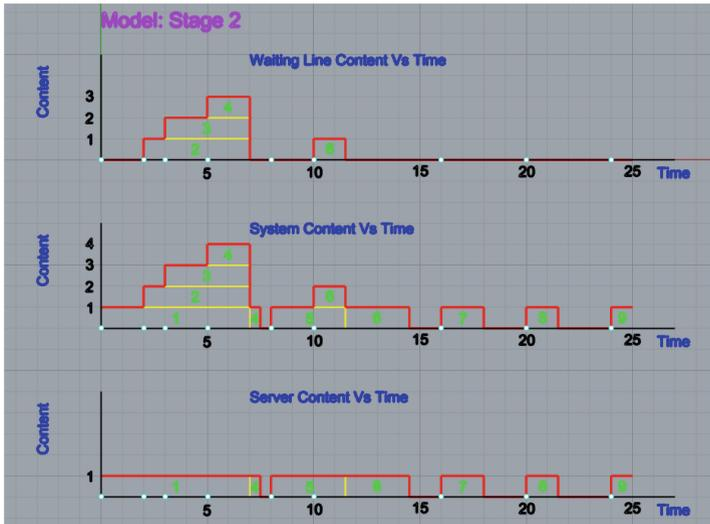 Model: Stage 2
Waiting Line Content Vs Time
Content
3
2
1
4
3
2
6
5 10 15 20 25 Time
System Content Vs Time
Content
4
3
2
1
4
3
2 6
1 4 5 6 7 8 9
5 10 15 20 25 Time
Server Content Vs Time
Content
1
1 4 5 6 7 8 9
5 10 15 20 25 Time